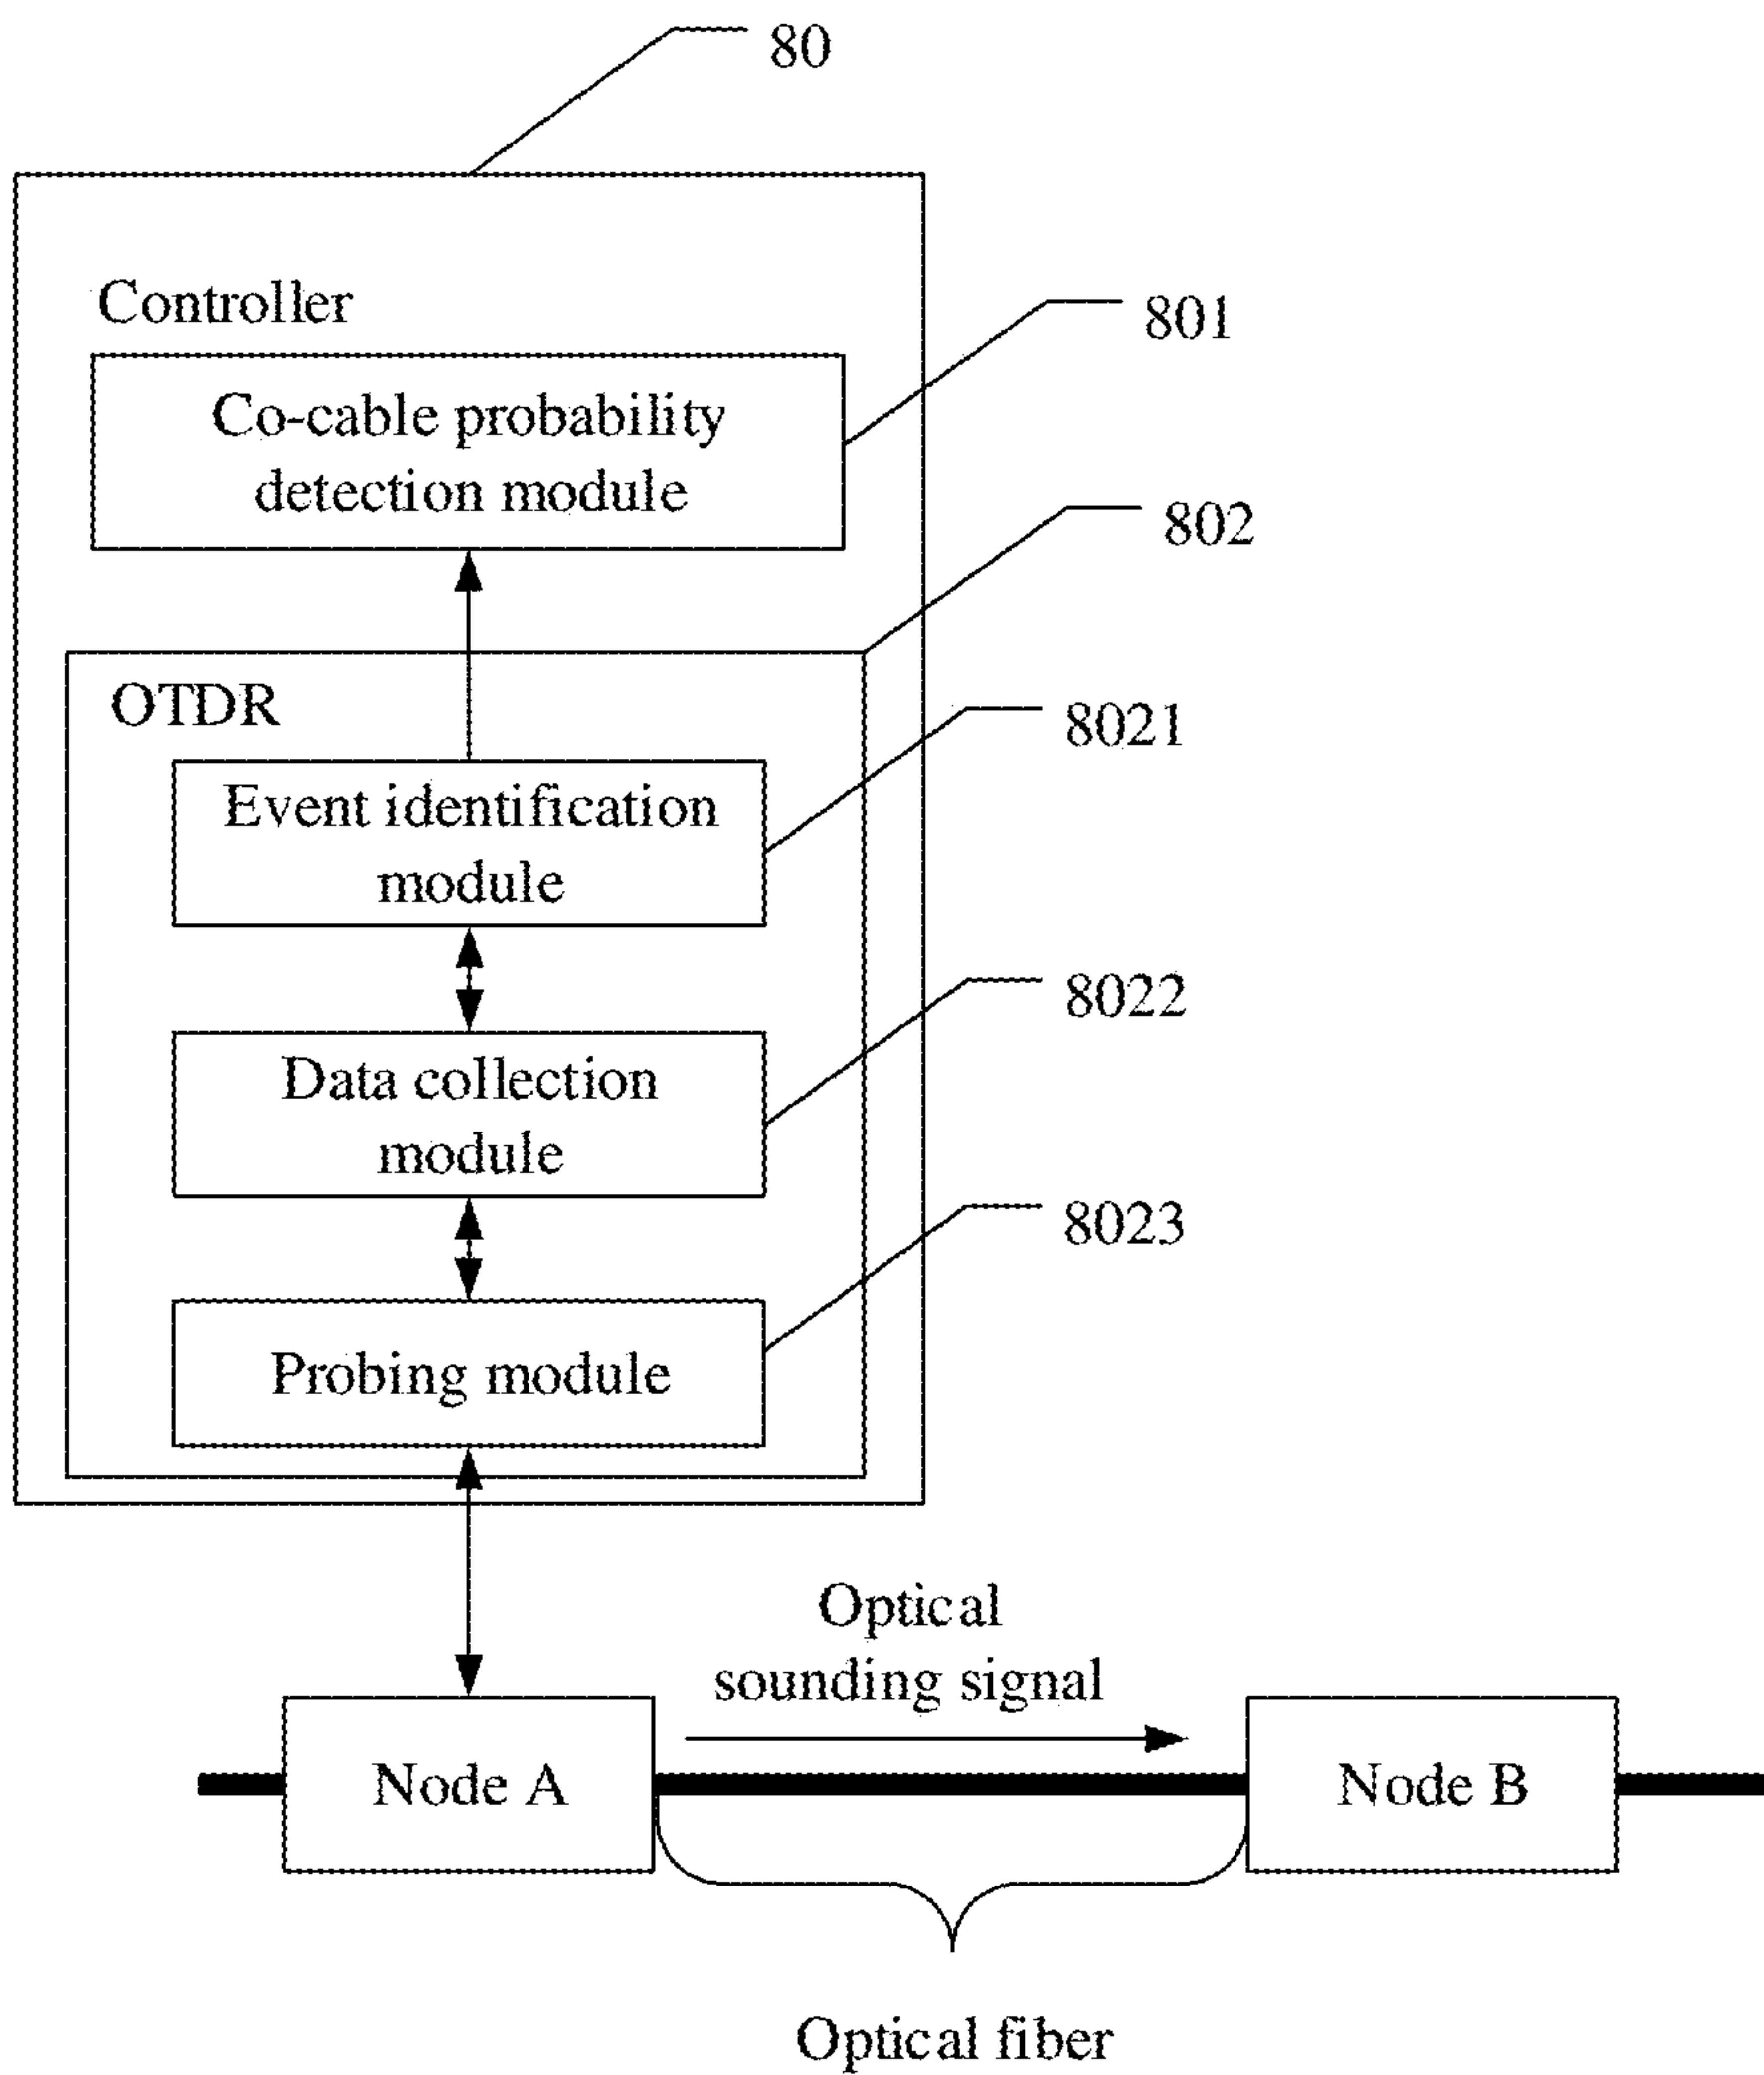 80
Controller
801
Co-cable probability
detection module
802
OTDR
8021
Event identification
module
8022
Data collection
module
8023
Probing module
Optical
sounding signal
Node A
Node B
Optical fiber